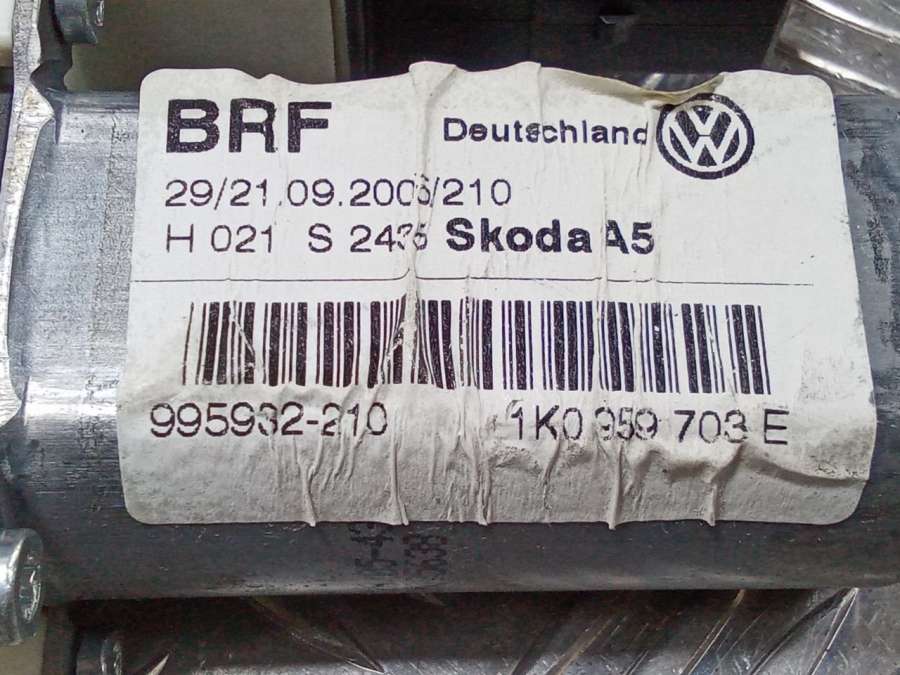 BRF Deutschland
29/21.09.2006/210
H 021 S 2435 Skoda A5
995932-210 1K0 959 703 E